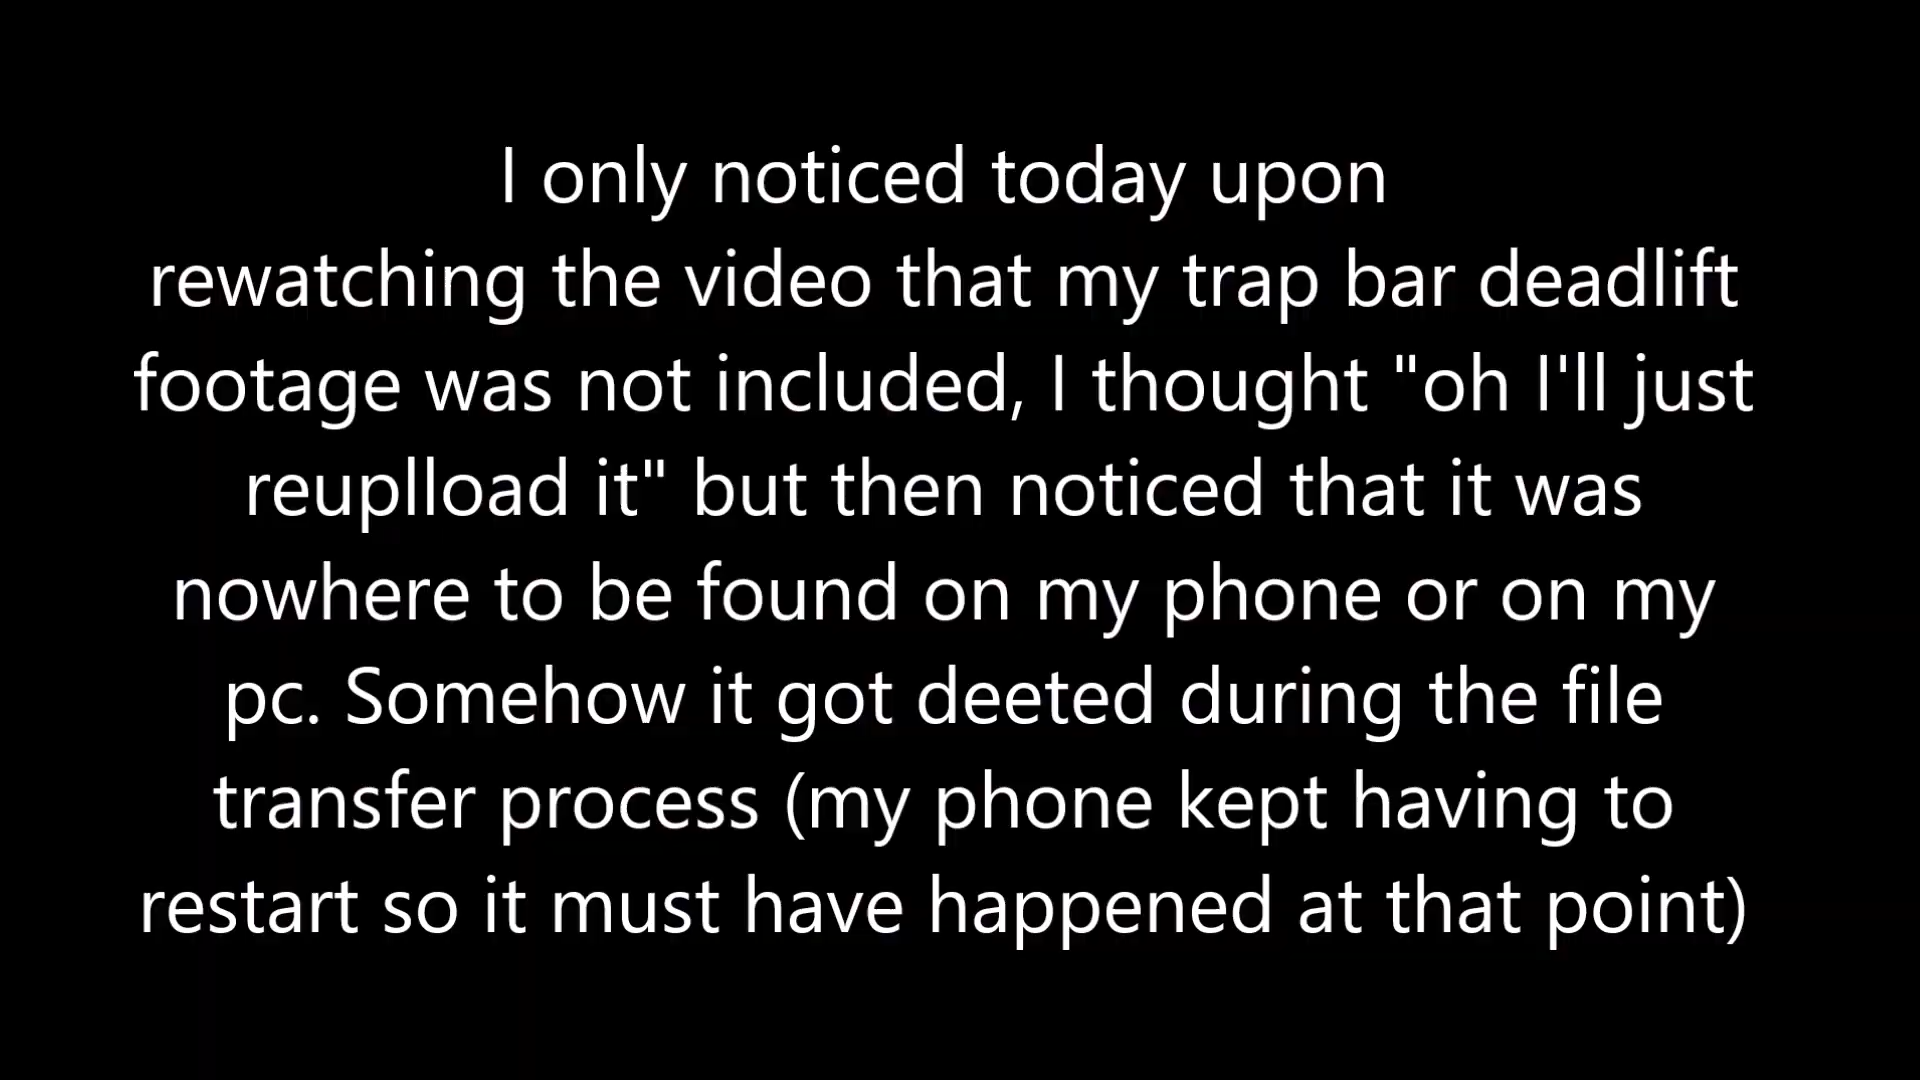 I only noticed today upon
rewatching the video that my trap bar deadlift
footage was not included, I thought "oh I'll just
reuplload it" but then noticed that it was
nowhere to be found on my phone or on my
pc. Somehow it got deeted during the file
transfer process (my phone kept having to
restart so it must have happened at that point)